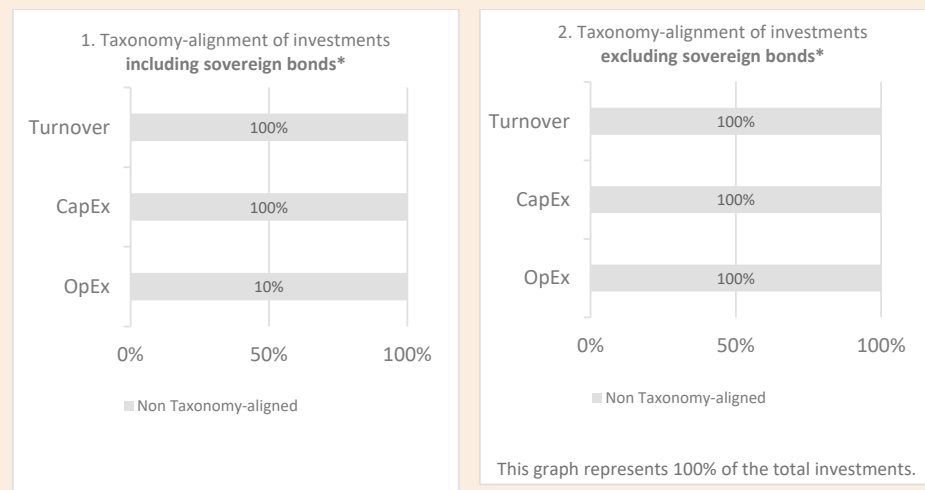 1. Taxonomy-alignment of investments
including sovereign bonds*
Turnover
100%
CapEx
100%
OpEx
10%
0%
50%
100%
Non Taxonomy-aligned
2. Taxonomy-alignment of investments
excluding sovereign bonds*
Turnover
100%
CapEx
100%
OpEx
100%
0%
50%
100%
Non Taxonomy-aligned
This graph represents 100% of the total investments.